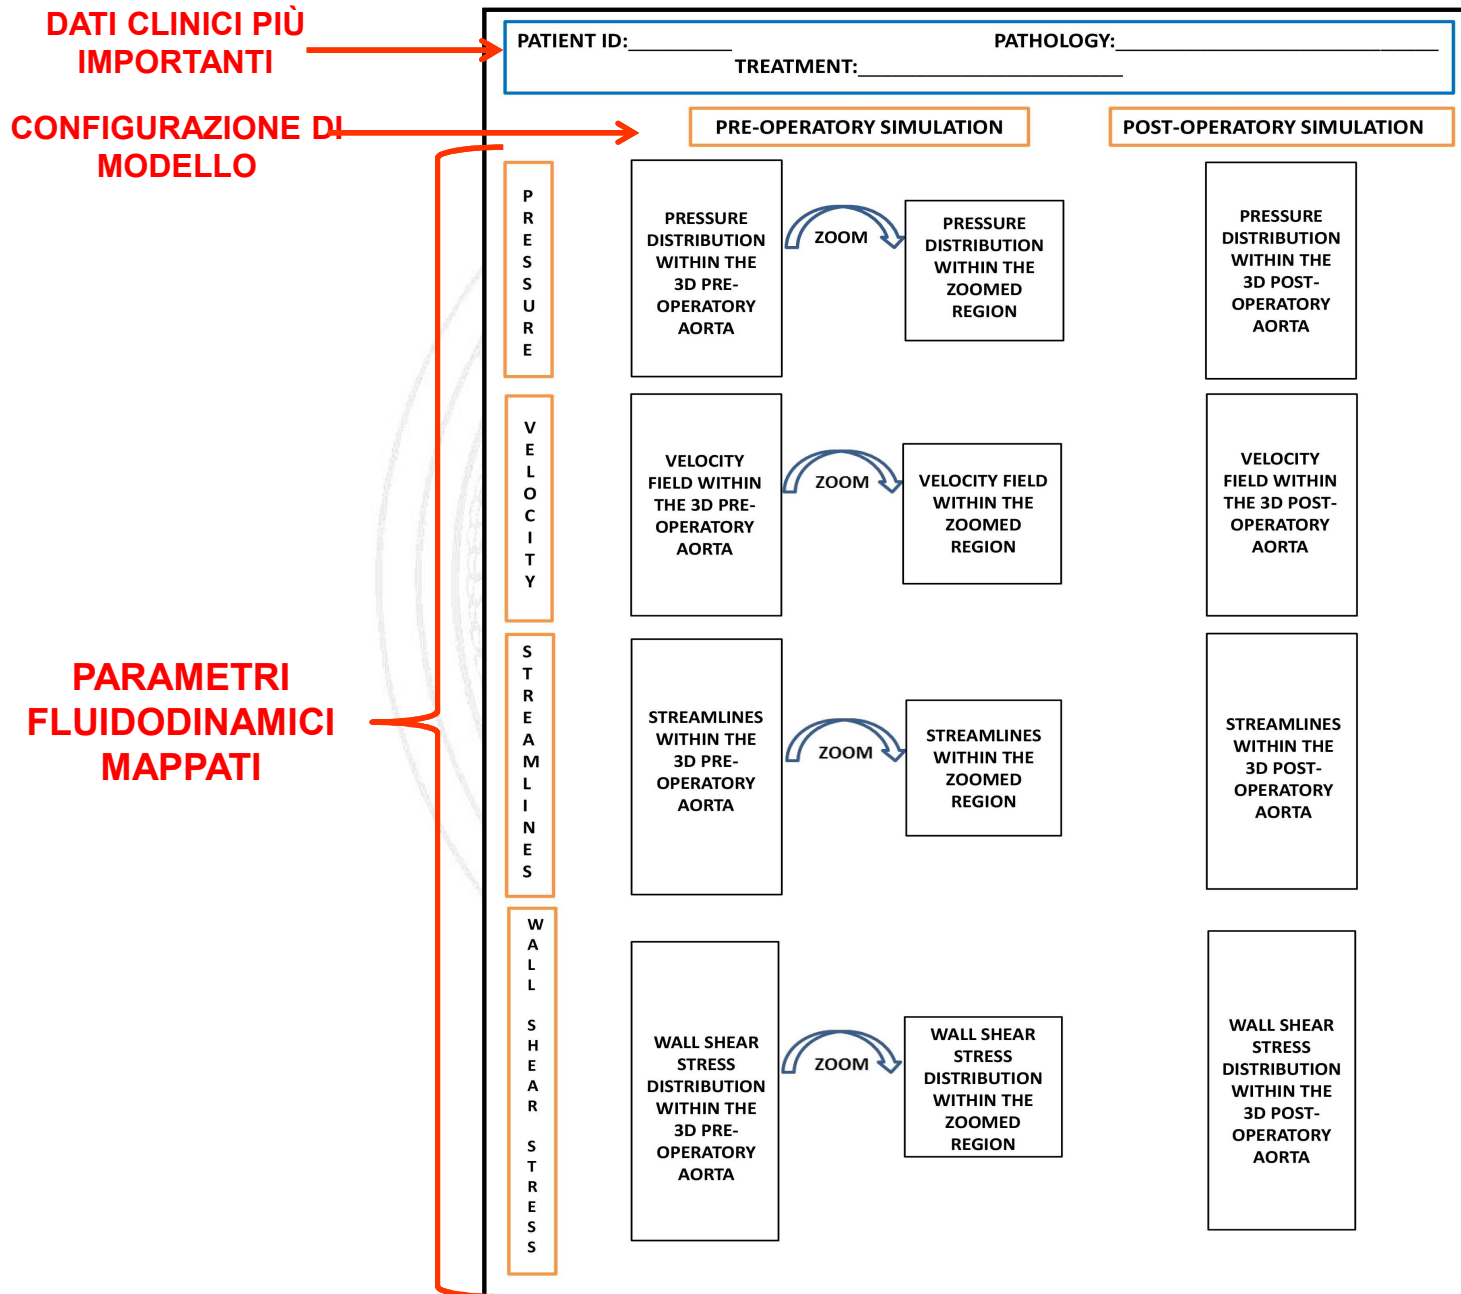 DATI CLINICI PIÙ
IMPORTANTI
PATIENT ID:__________ PATHOLOGY:_______________________________
TREATMENT:_________________________
CONFIGURAZIONE DI
MODELLO
PRE-OPERATORY SIMULATION
POST-OPERATORY SIMULATION
PARAMETRI
FLUIDODINAMICI
MAPPATI
P
R
E
S
S
U
R
E
PRESSURE
DISTRIBUTION
WITHIN THE
3D PRE-
OPERATORY
AORTA
ZOOM
PRESSURE
DISTRIBUTION
WITHIN THE
ZOOMED
REGION
PRESSURE
DISTRIBUTION
WITHIN THE
3D POST-
OPERATORY
AORTA
V
E
L
O
C
I
T
Y
VELOCITY
FIELD WITHIN
THE 3D PRE-
OPERATORY
AORTA
ZOOM
VELOCITY FIELD
WITHIN THE
ZOOMED
REGION
VELOCITY
FIELD WITHIN
THE 3D POST-
OPERATORY
AORTA
S
T
R
E
A
M
L
I
N
E
S
STREAMLINES
WITHIN THE
3D PRE-
OPERATORY
AORTA
ZOOM
STREAMLINES
WITHIN THE
ZOOMED
REGION
STREAMLINES
WITHIN THE
3D POST-
OPERATORY
AORTA
W
A
L
L
S
H
E
A
R
S
T
R
E
S
S
WALL SHEAR
STRESS
DISTRIBUTION
WITHIN THE
3D PRE-
OPERATORY
AORTA
ZOOM
WALL SHEAR
STRESS
DISTRIBUTION
WITHIN THE
ZOOMED
REGION
WALL SHEAR
STRESS
DISTRIBUTION
WITHIN THE
3D POST-
OPERATORY
AORTA